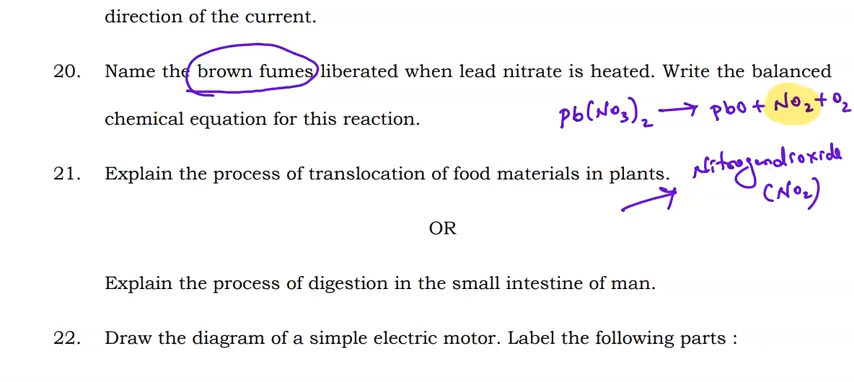 direction of the current.
20. Name the brown fumes liberated when lead nitrate is heated. Write the balanced
chemical equation for this reaction.
Pb(NO3)2 → PbO + NO2 + O2
21. Explain the process of translocation of food materials in plants.
Nitrogendioxide
(NO2)
OR
Explain the process of digestion in the small intestine of man.
22. Draw the diagram of a simple electric motor. Label the following parts :